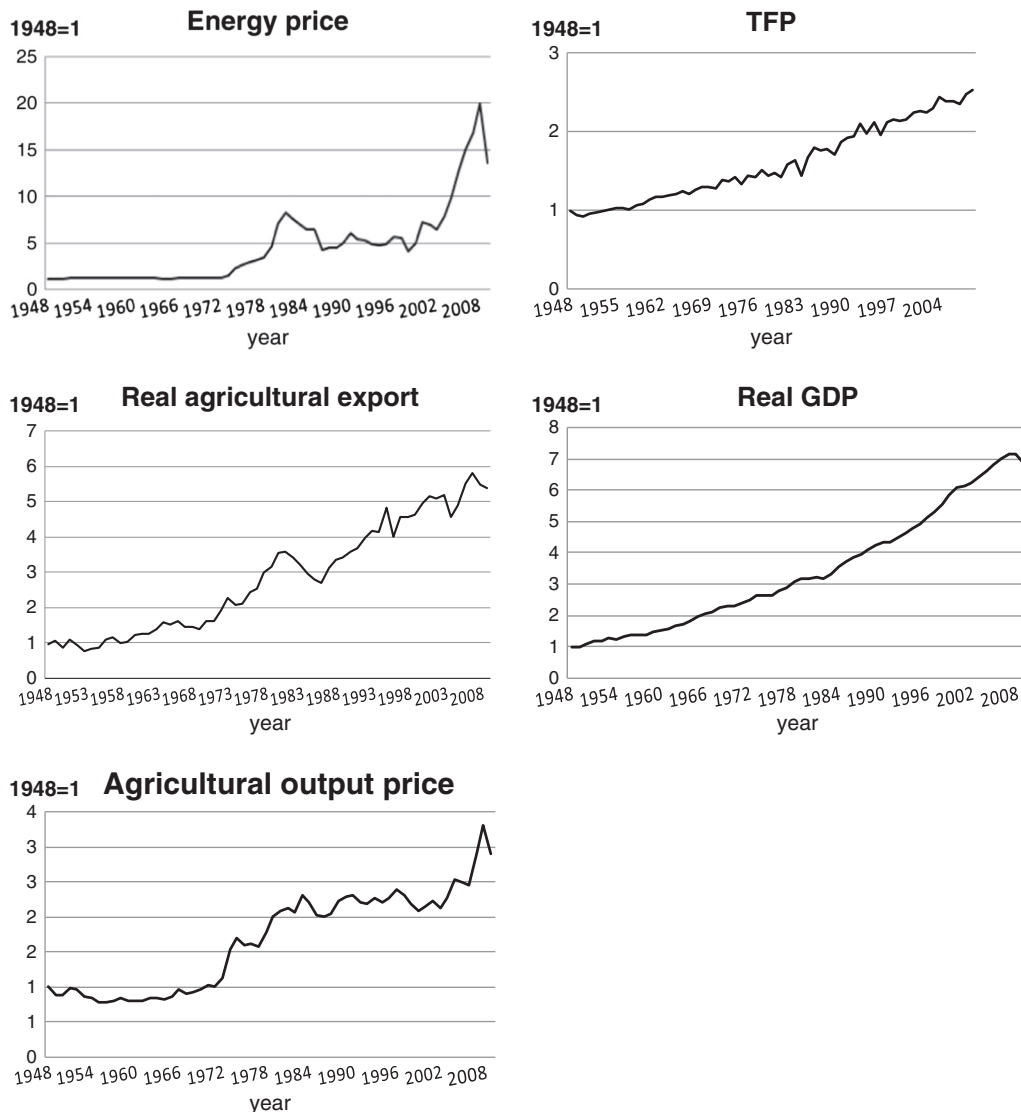 1948=1 Energy price
25
20
15
10
5
0
1948 1954 1960 1966 1972 1978 1984 1990 1996 2002 2008
year
1948=1 TFP
3
2
1
0
1948 1955 1962 1969 1976 1983 1990 1997 2004
year
1948=1 Real agricultural export
7
6
5
4
3
2
1
0
1948 1953 1958 1963 1968 1973 1978 1983 1988 1993 1998 2003 2008
year
1948=1 Real GDP
8
7
6
5
4
3
2
1
0
1948 1954 1960 1966 1972 1978 1984 1990 1996 2002 2008
year
1948=1 Agricultural output price
4
3
3
2
2
1
1
0
1948 1954 1960 1966 1972 1978 1984 1990 1996 2002 2008
year